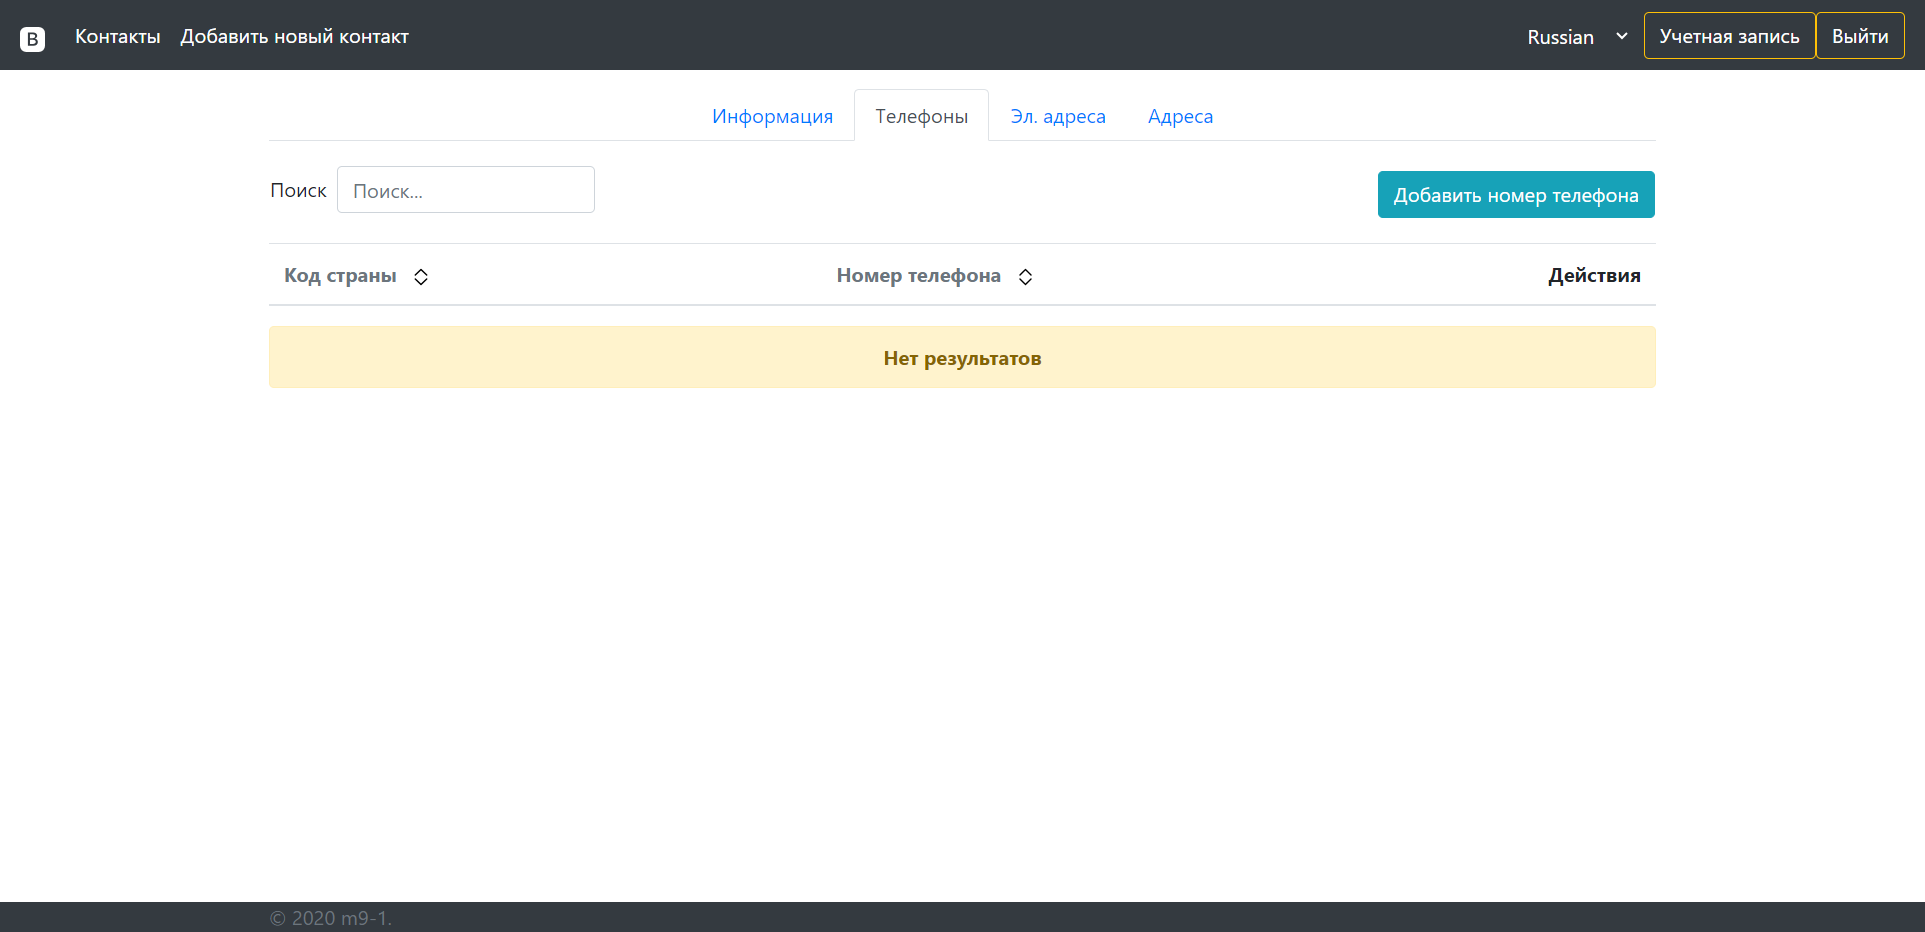 B Контакты Добавить новый контакт Russian Учетная запись Выйти
Информация Телефоны Эл. адреса Адреса
Поиск Поиск... Добавить номер телефона
Код страны Номер телефона Действия
Нет результатов
© 2020 m9-1.